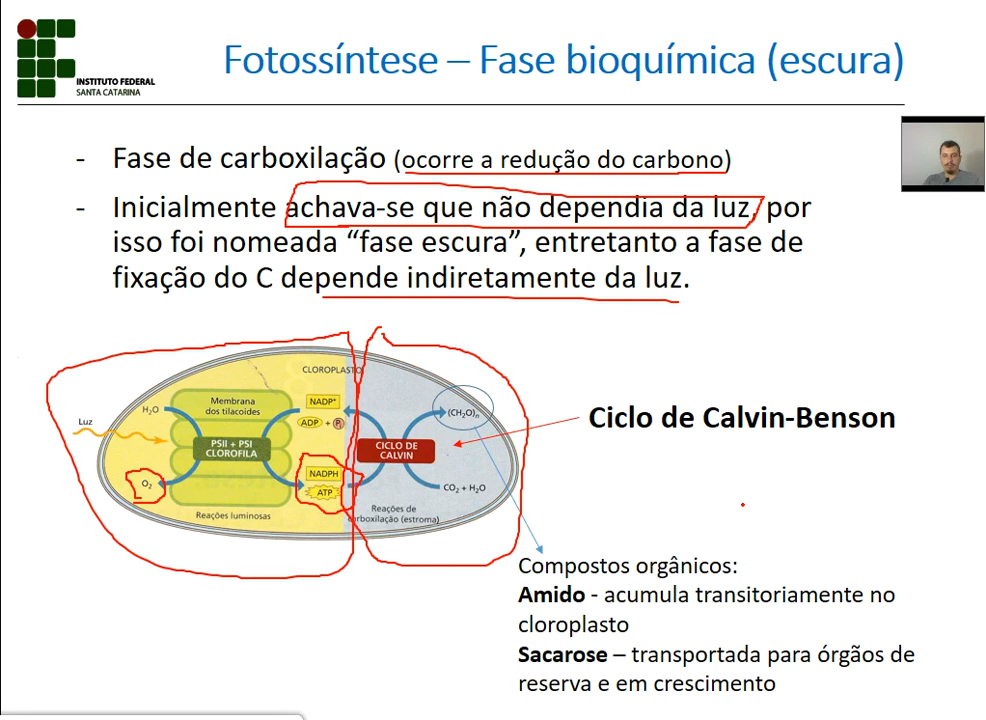 INSTITUTO FEDERAL
SANTA CATARINA
Fotossíntese – Fase bioquímica (escura)
- Fase de carboxilação (ocorre a redução do carbono)
- Inicialmente achava-se que não dependia da luz, por
isso foi nomeada “fase escura”, entretanto a fase de
fixação do C depende indiretamente da luz.
CLOROPLASTO
Luz
H₂O
Membrana
dos tilacoides
NADP⁺
ADP + Pi
PSII + PSI
CLOROFILA
O₂
NADPH
ATP
Reações luminosas
CICLO DE
CALVIN
(CH₂O)n
CO₂ + H₂O
Reações de
carboxilação (estroma)
Ciclo de Calvin-Benson
Compostos orgânicos:
Amido - acumula transitoriamente no
cloroplasto
Sacarose – transportada para órgãos de
reserva e em crescimento